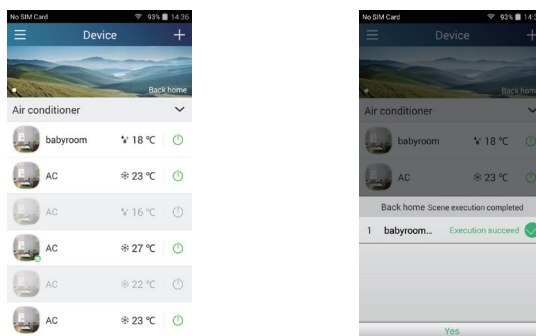 No SIM Card 93% 14:36
Device
Back home
Air conditioner
babyroom 18 °C
AC 23 °C
AC 16 °C
AC 27 °C
AC 22 °C
AC 23 °C
No SIM Card 93% 14:3
Device
Back home
Air conditioner
babyroom 18 °C
AC 23 °C
Back home Scene execution completed
1 babyroom... Execution succeed
Yes